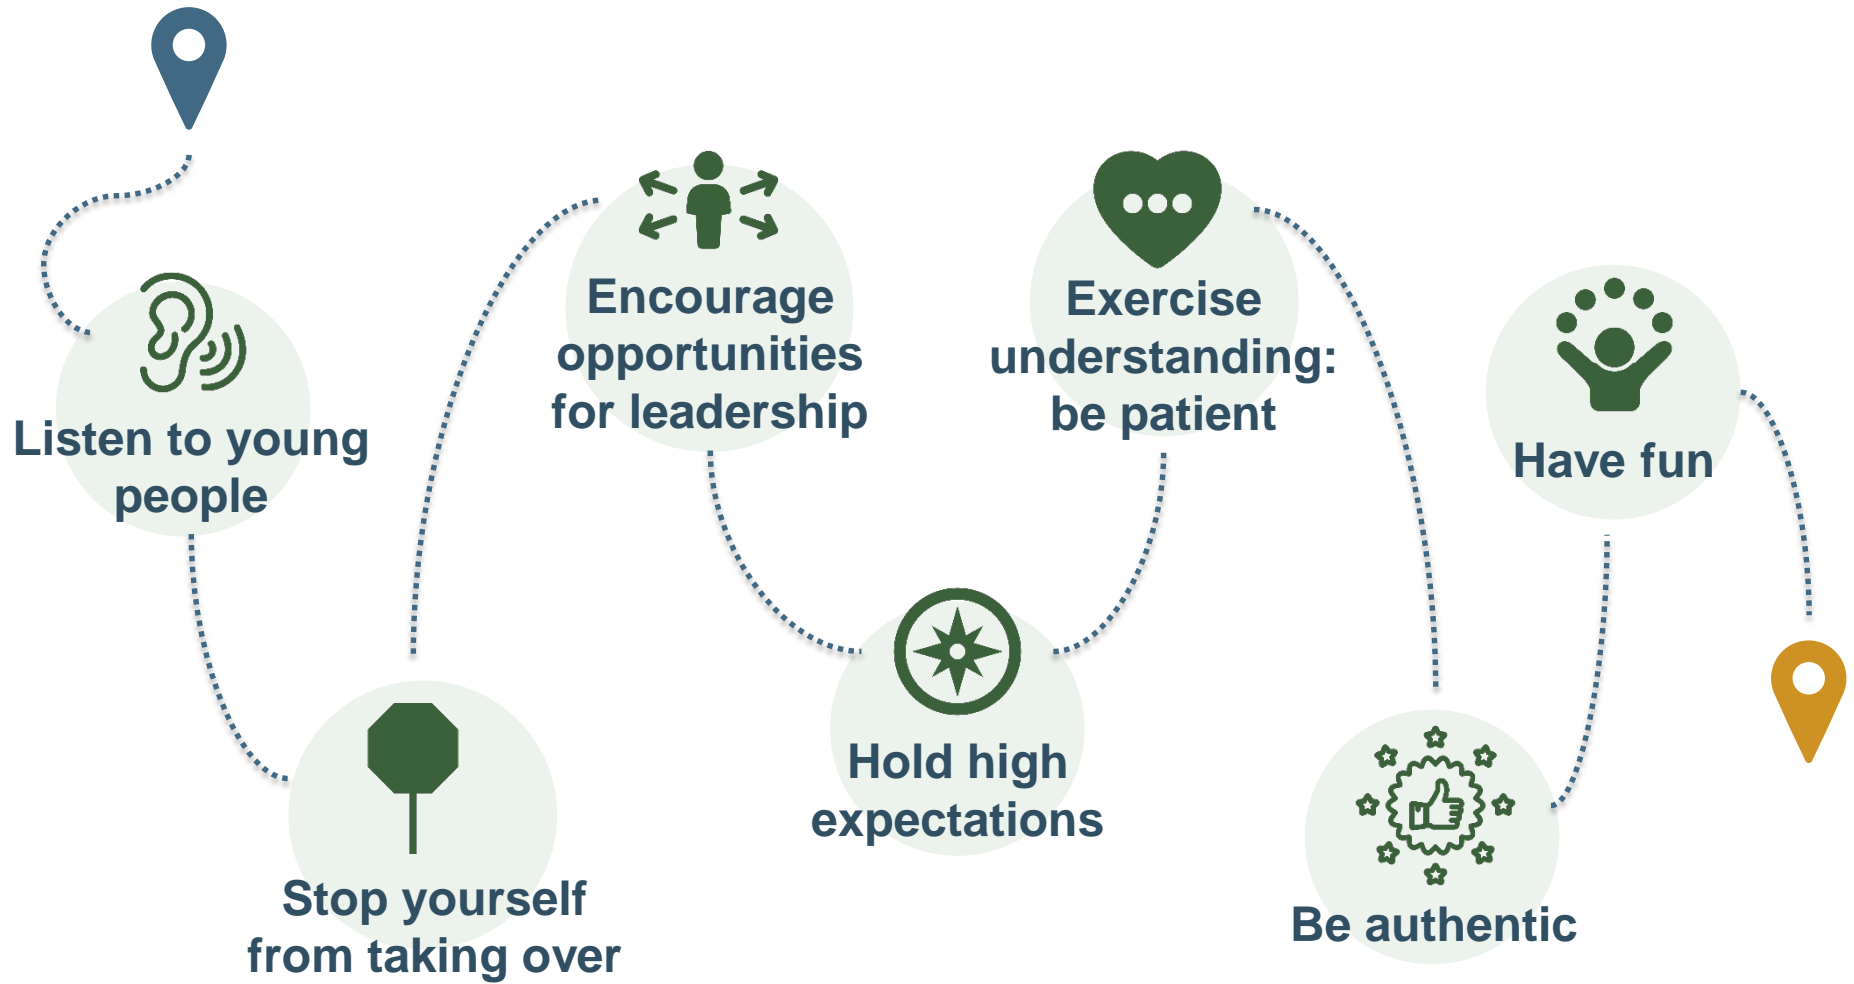 Listen to young
people
Stop yourself
from taking over
Encourage
opportunities
for leadership
Hold high
expectations
Exercise
understanding:
be patient
Be authentic
Have fun